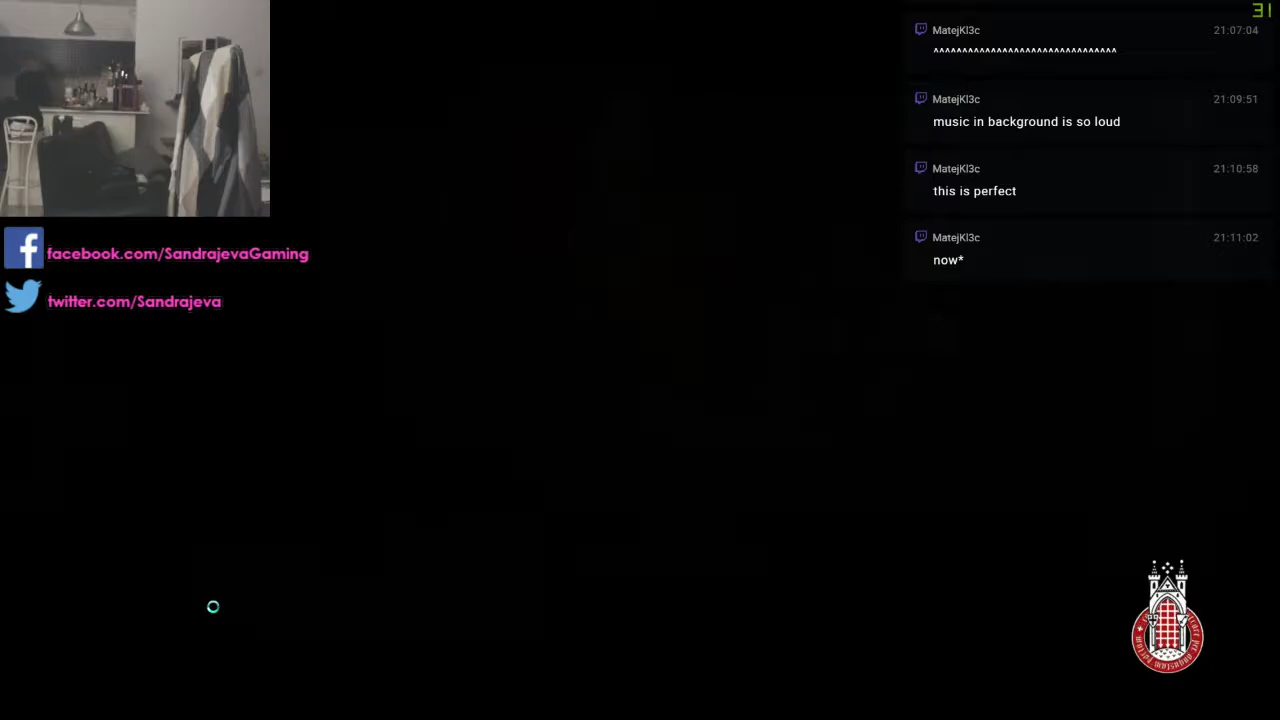 31
MatejKl3c 21:07:04
^^^^^^^^^^^^^^^^^^^^^^^^^^^^^^^^
MatejKl3c 21:09:51
music in background is so loud
MatejKl3c 21:10:58
this is perfect
MatejKl3c 21:11:02
now*
facebook.com/SandrajevaGaming
twitter.com/Sandrajeva